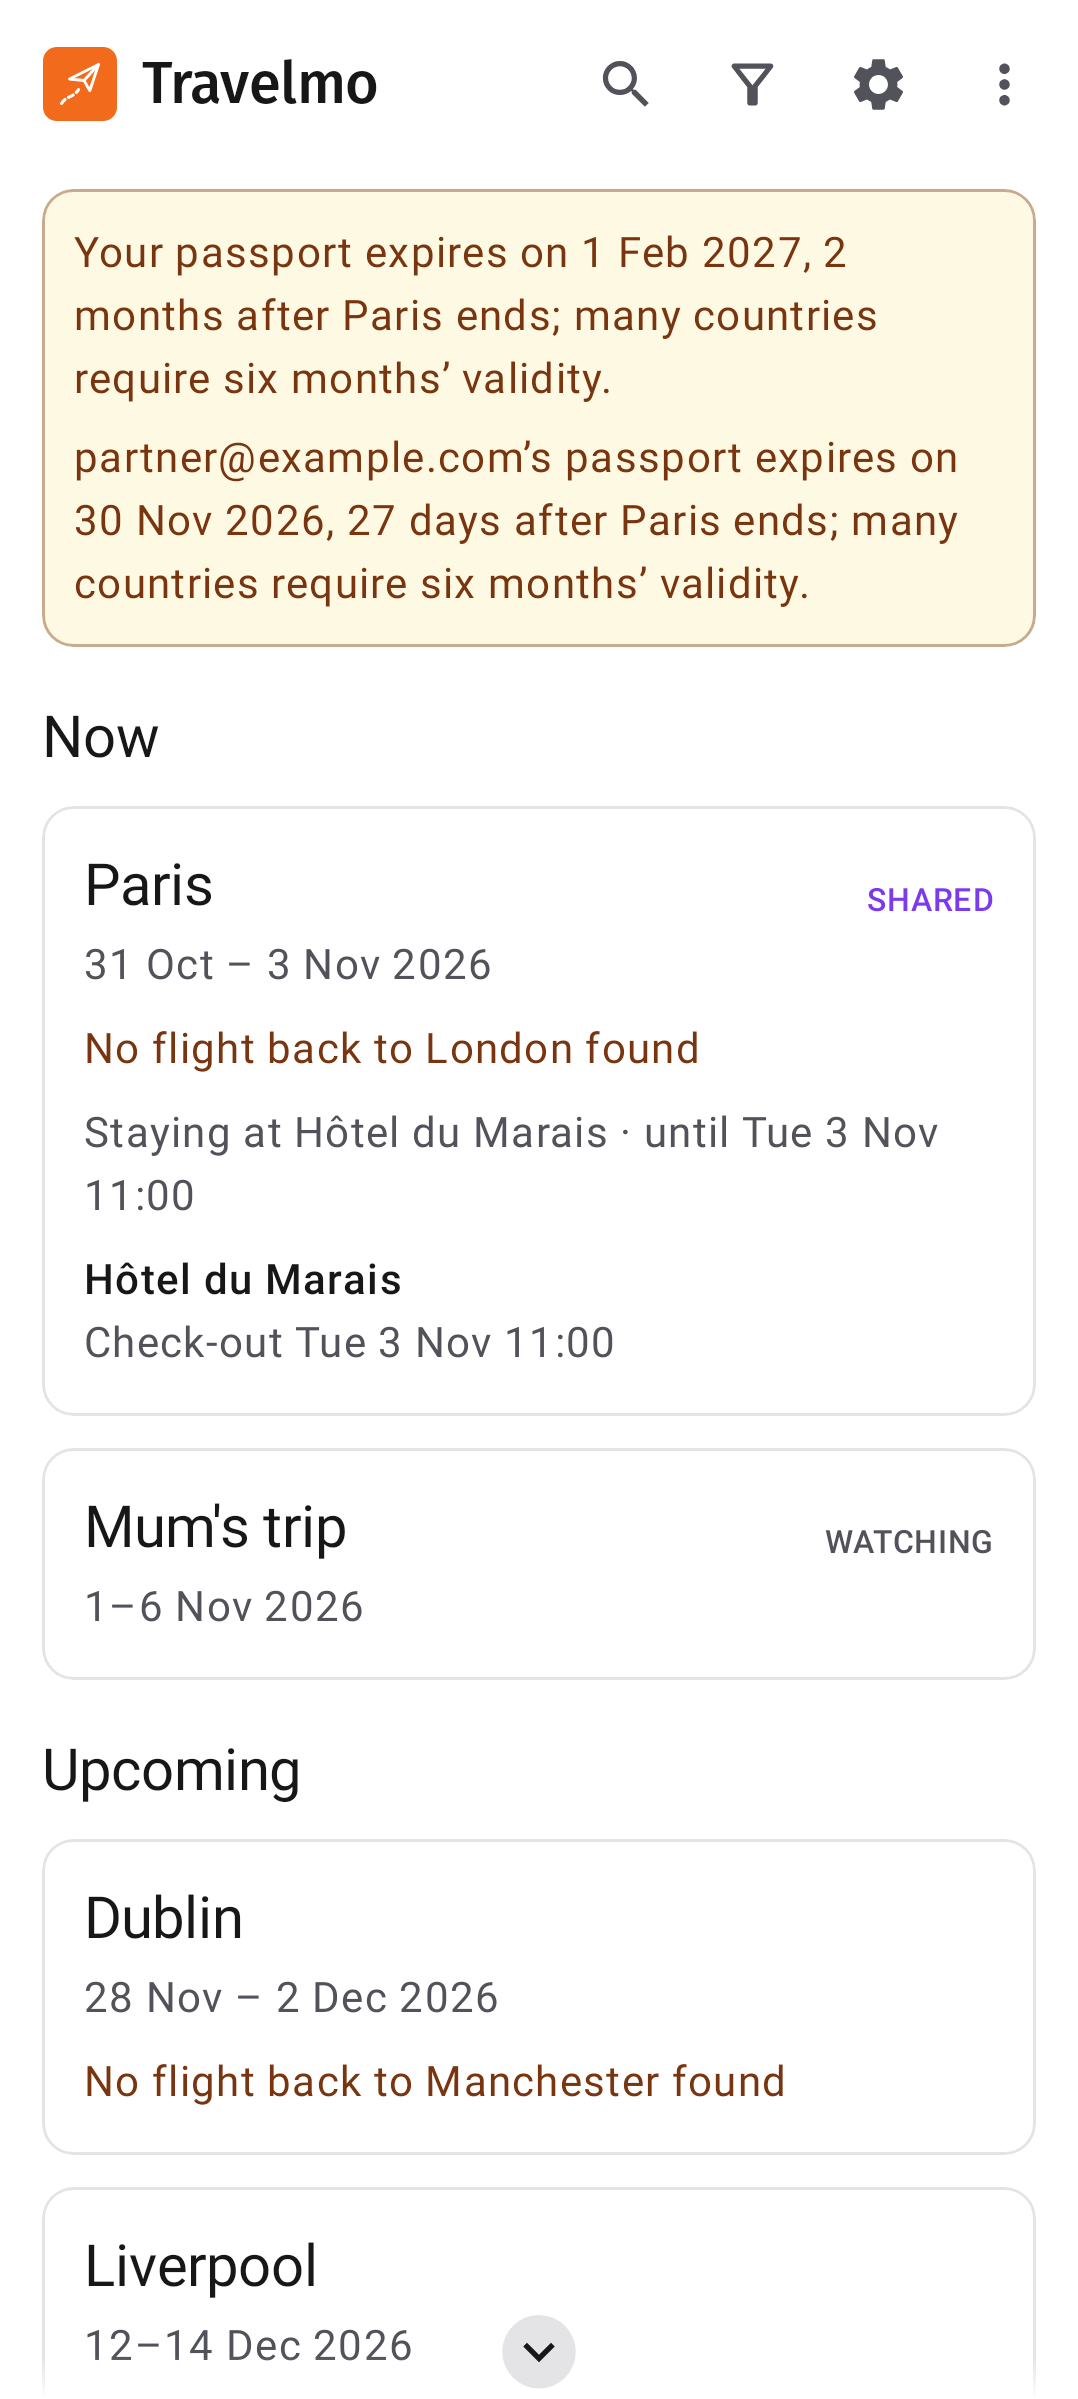 Travelmo
Your passport expires on 1 Feb 2027, 2
months after Paris ends; many countries
require six months’ validity.
partner@example.com’s passport expires on
30 Nov 2026, 27 days after Paris ends; many
countries require six months’ validity.
Now
Paris
SHARED
31 Oct – 3 Nov 2026
No flight back to London found
Staying at Hôtel du Marais · until Tue 3 Nov
11:00
Hôtel du Marais
Check-out Tue 3 Nov 11:00
Mum's trip
WATCHING
1–6 Nov 2026
Upcoming
Dublin
28 Nov – 2 Dec 2026
No flight back to Manchester found
Liverpool
12–14 Dec 2026